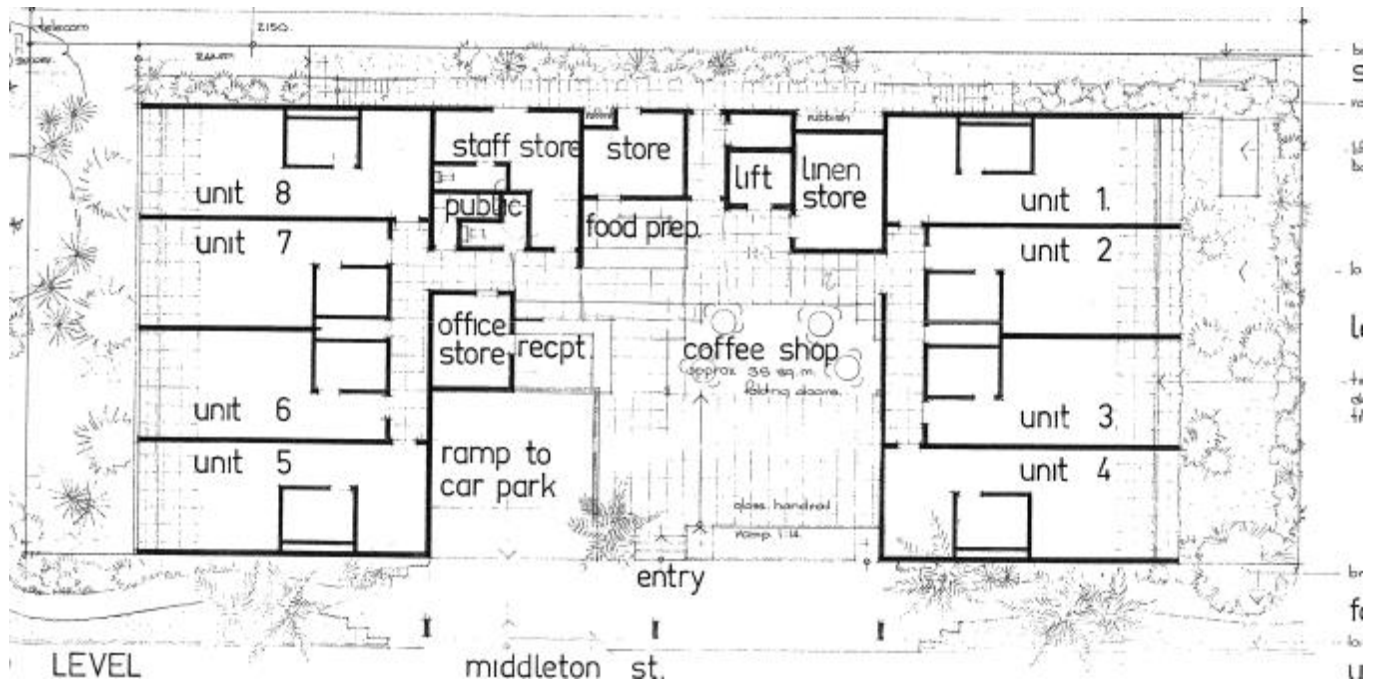 telecom
2150.
rubbish
staff store
store
lift
linen
store
unit 8
unit 1.
public
food prep.
unit 7
unit 2
office
store
recpt.
coffee shop
approx 35 sq.m.
folding doors.
unit 6
unit 3
unit 5
unit 4
ramp to
car park
glass handrail
ramp 1:14
entry
LEVEL
middleton st.